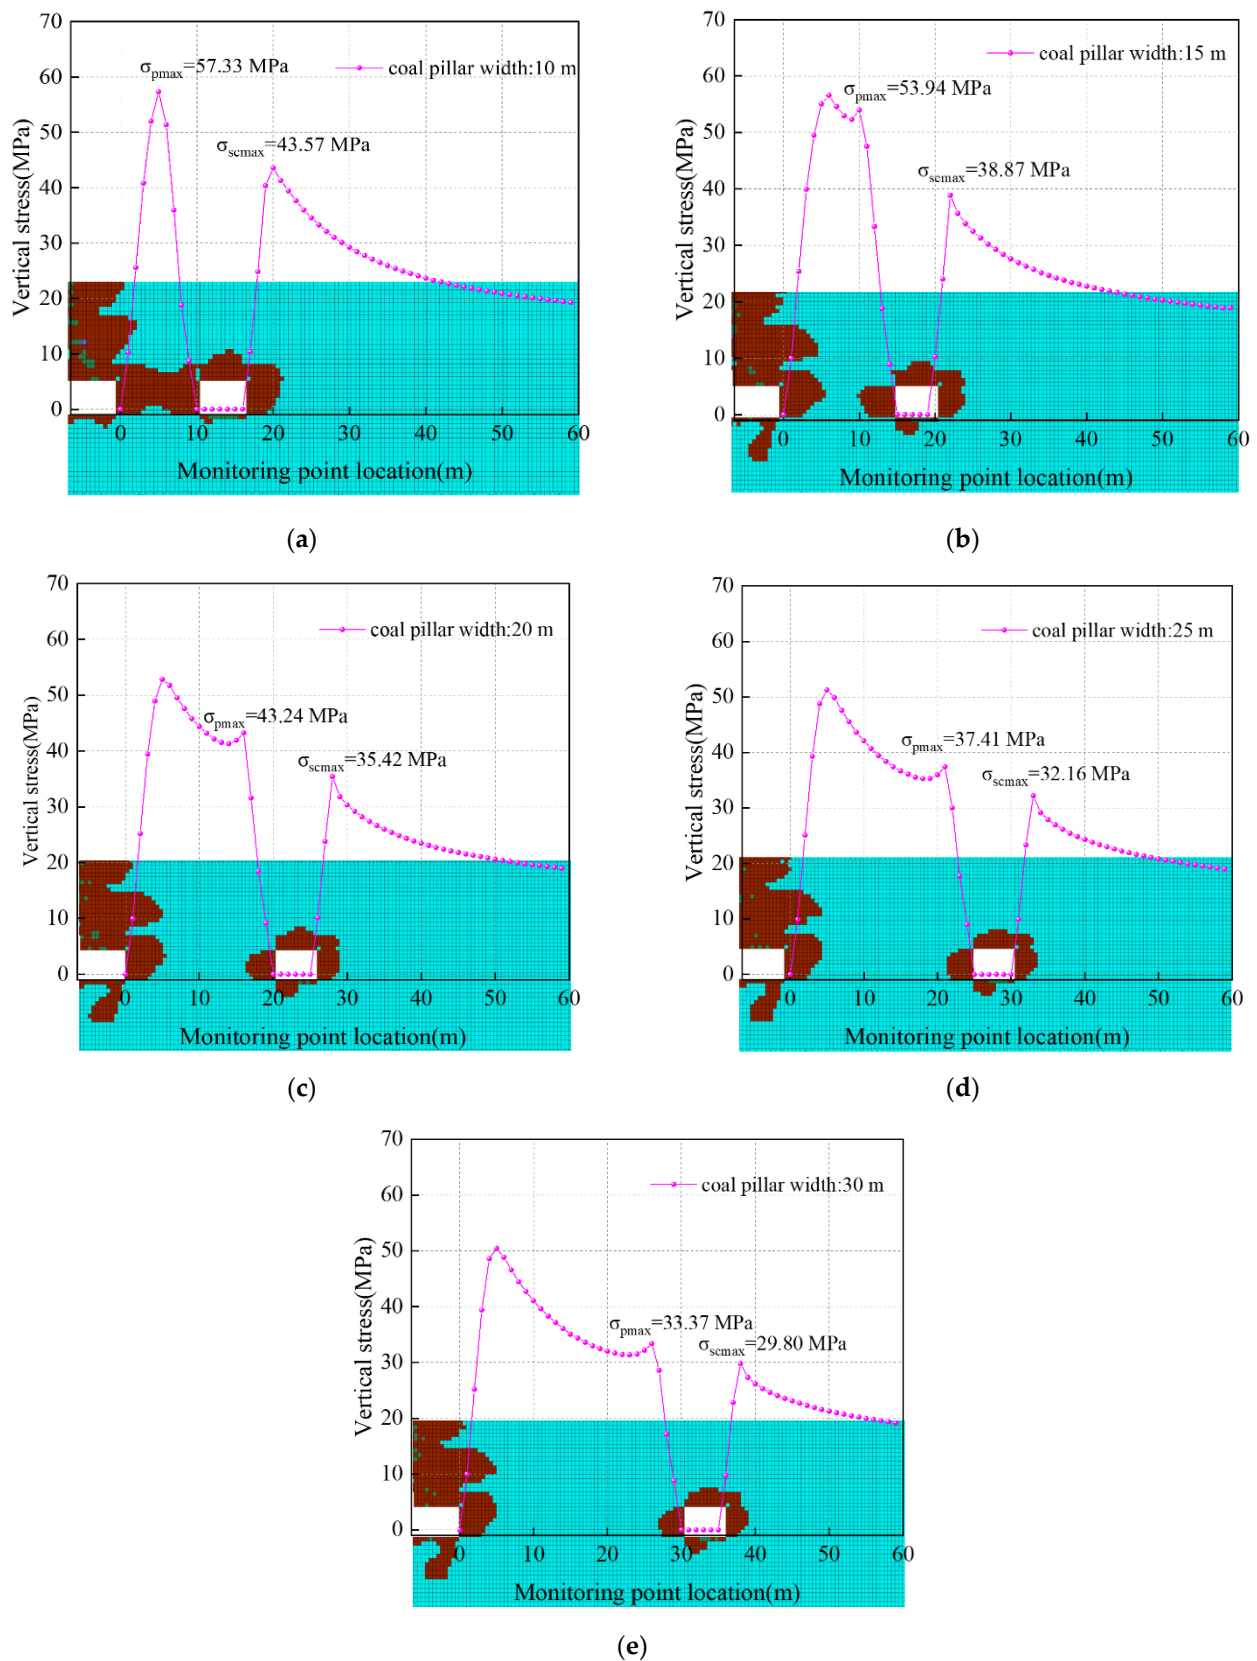 σpmax=57.33 MPa
coal pillar width:10 m
σscmax=43.57 MPa
Vertical stress(MPa)
70
60
50
40
30
20
10
0
0 10 20 30 40 50 60
Monitoring point location(m)
(a)
coal pillar width:15 m
σpmax=53.94 MPa
σscmax=38.87 MPa
Vertical stress(MPa)
70
60
50
40
30
20
10
0
0 10 20 30 40 50 60
Monitoring point location(m)
(b)
coal pillar width:20 m
σpmax=43.24 MPa
σscmax=35.42 MPa
Vertical stress(MPa)
70
60
50
40
30
20
10
0
0 10 20 30 40 50 60
Monitoring point location(m)
(c)
coal pillar width:25 m
σpmax=37.41 MPa
σscmax=32.16 MPa
Vertical stress(MPa)
70
60
50
40
30
20
10
0
0 10 20 30 40 50 60
Monitoring point location(m)
(d)
coal pillar width:30 m
σpmax=33.37 MPa
σscmax=29.80 MPa
Vertical stress(MPa)
70
60
50
40
30
20
10
0
0 10 20 30 40 50 60
Monitoring point location(m)
(e)